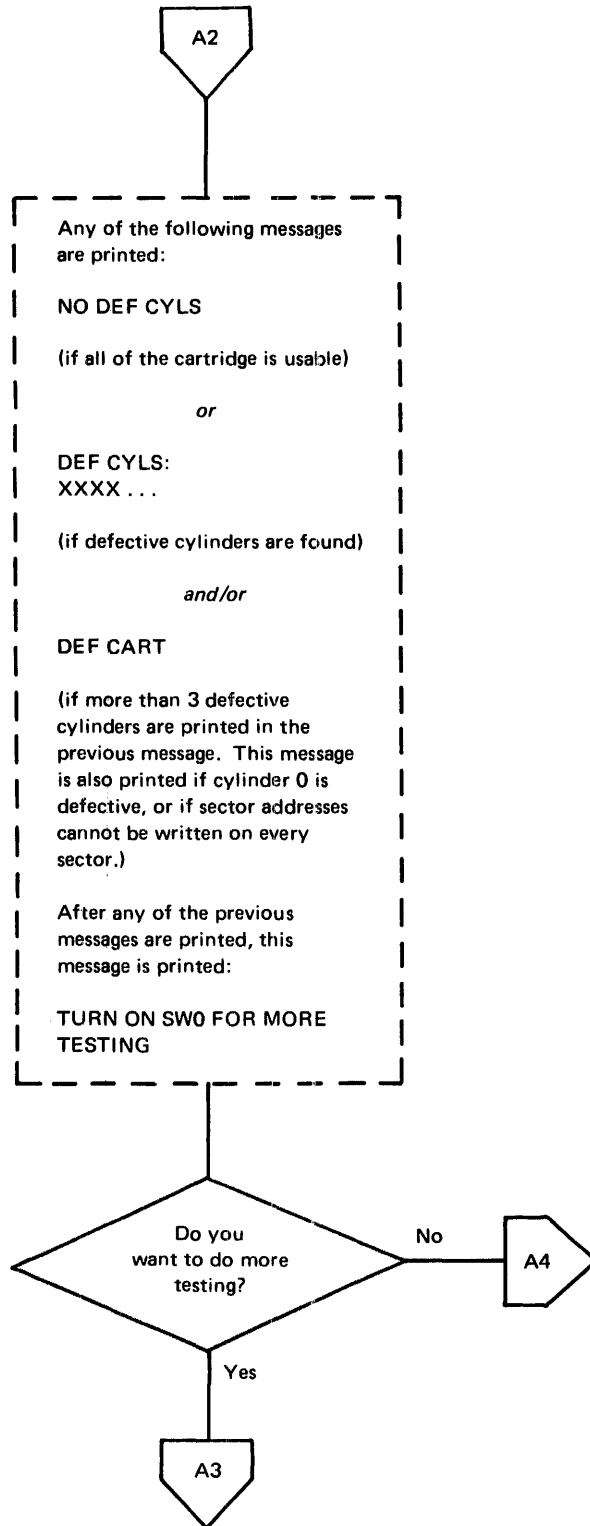 A2
Any of the following messages
are printed:
NO DEF CYLS
(if all of the cartridge is usable)
or
DEF CYLS:
XXXX . . .
(if defective cylinders are found)
and/or
DEF CART
(if more than 3 defective
cylinders are printed in the
previous message. This message
is also printed if cylinder 0 is
defective, or if sector addresses
cannot be written on every
sector.)
After any of the previous
messages are printed, this
message is printed:
TURN ON SW0 FOR MORE
TESTING
Do you
want to do more
testing?
No
A4
Yes
A3